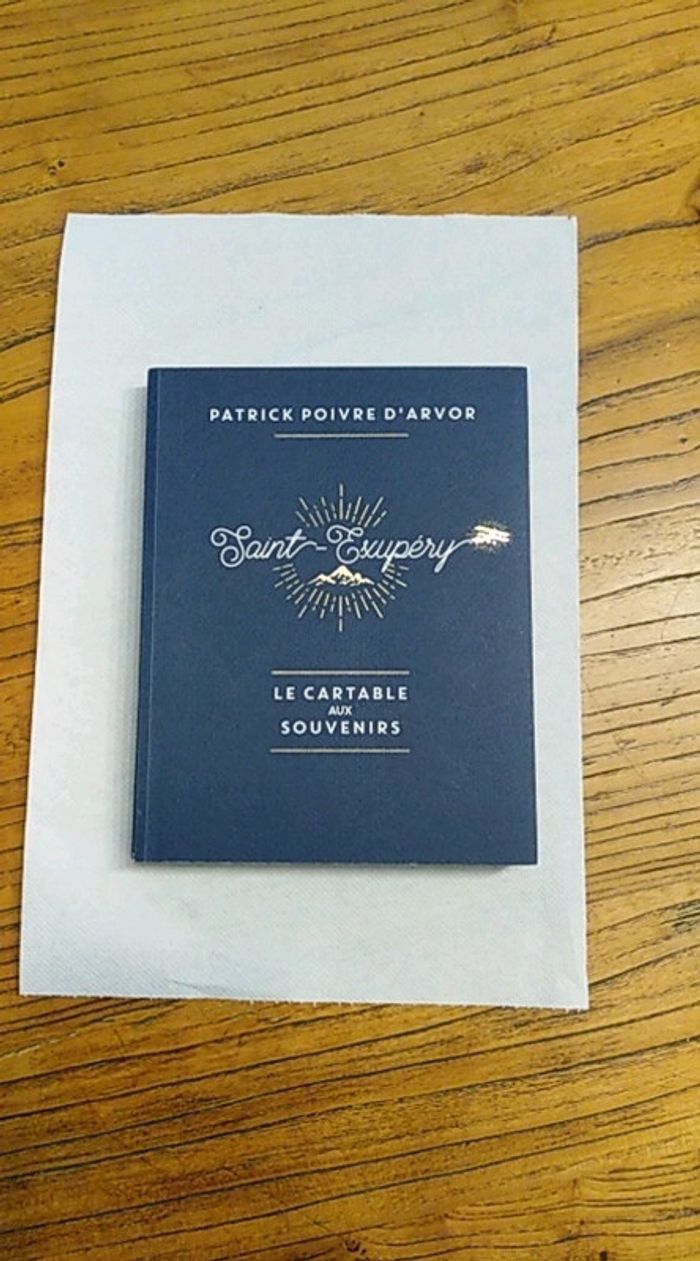 PATRICK POIVRE D'ARVOR
Saint-Exupéry
LE CARTABLE
AUX
SOUVENIRS